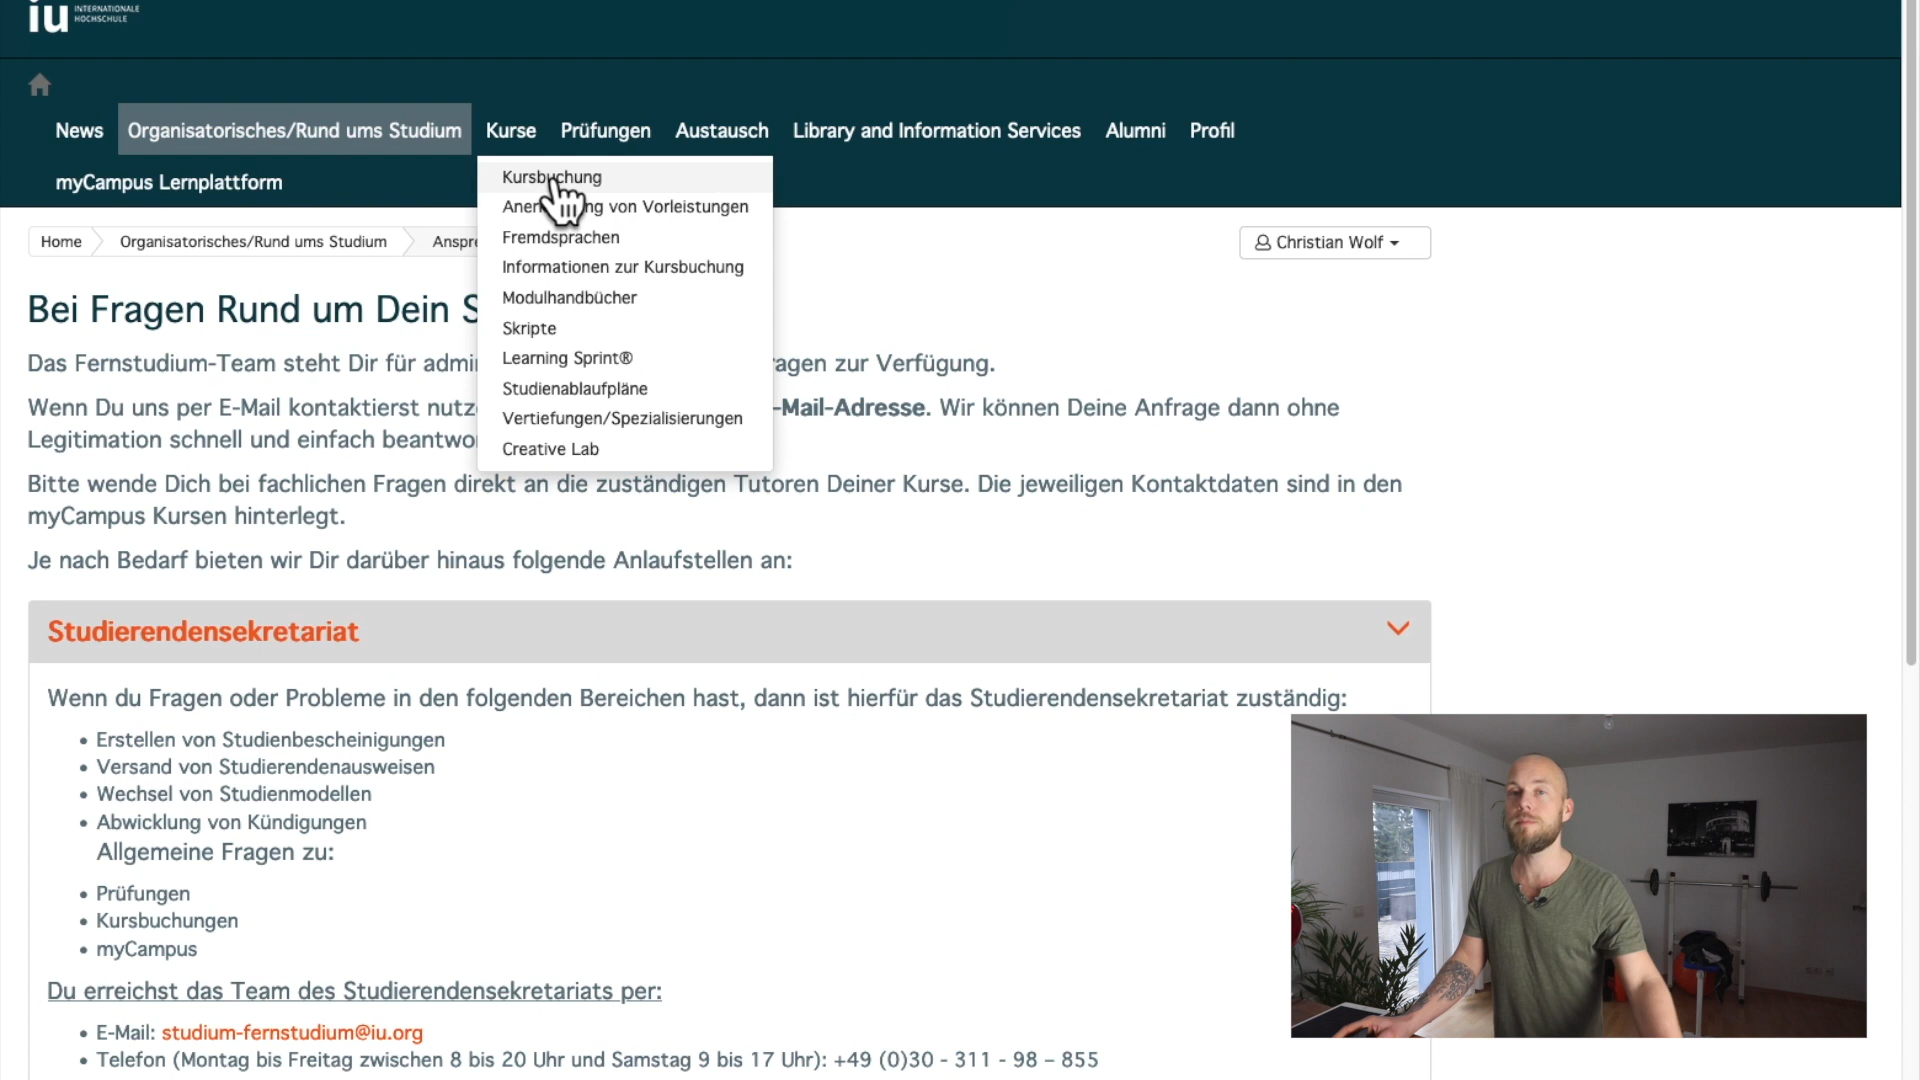 iu INTERNATIONALE
HOCHSCHULE
News Organisatorisches/Rund ums Studium Kurse Prüfungen Austausch Library and Information Services Alumni Profil
myCampus Lernplattform
Kursbuchung
von Vorleistungen
Fremdsprachen
Informationen zur Kursbuchung
Modulhandbücher
Skripte
Learning Sprint®
Studienablaufpläne
Vertiefungen/Spezialisierungen
Creative Lab
Home Organisatorisches/Rund ums Studium
Christian Wolf
Bei Fragen Rund um Dein
Das Fernstudium-Team steht Dir für zur Verfügung.
Wenn Du uns per E-Mail kontaktierst -Mail-Adresse. Wir können Deine Anfrage dann ohne
Legitimation schnell und einfach
Bitte wende Dich bei fachlichen Fragen direkt an die zuständigen Tutoren Deiner Kurse. Die jeweiligen Kontaktdaten sind in den
myCampus Kursen hinterlegt.
Je nach Bedarf bieten wir Dir darüber hinaus folgende Anlaufstellen an:
Studierendensekretariat
Wenn du Fragen oder Probleme in den folgenden Bereichen hast, dann ist hierfür das Studierendensekretariat zuständig:
• Erstellen von Studienbescheinigungen
• Versand von Studierendenausweisen
• Wechsel von Studienmodellen
• Abwicklung von Kündigungen
Allgemeine Fragen zu:
• Prüfungen
• Kursbuchungen
• myCampus
Du erreichst das Team des Studierendensekretariats per:
• E-Mail: studium-fernstudium@iu.org
• Telefon (Montag bis Freitag zwischen 8 bis 20 Uhr und Samstag 9 bis 17 Uhr): +49 (0)30 - 311 - 98 – 855